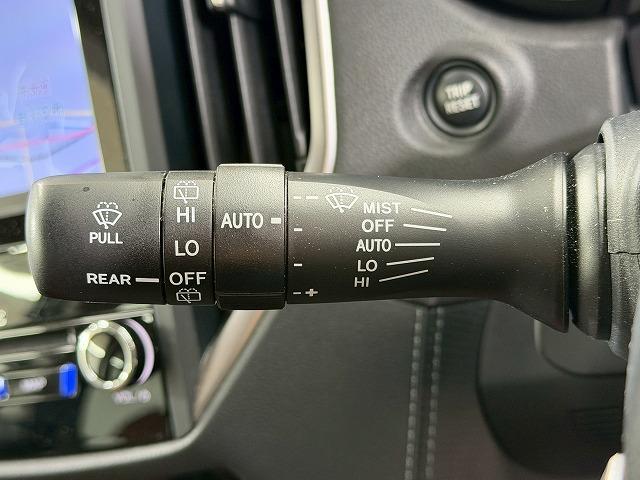 TRIP
RESET
PULL
REAR
HI
LO
OFF
AUTO
- +
MIST
OFF
AUTO
LO
HI